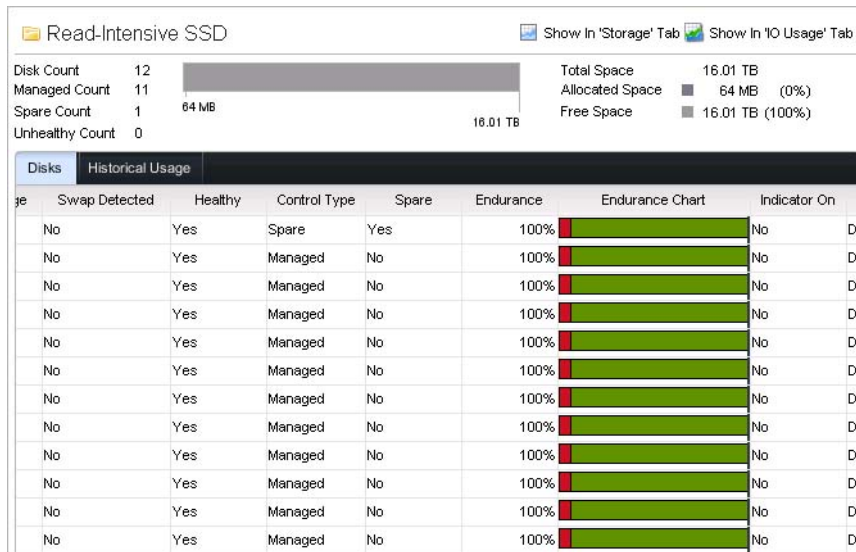 Read-Intensive SSD Show In 'Storage' Tab Show In 'IO Usage' Tab
Disk Count 12 Total Space 16.01 TB
Managed Count 11 64 MB Allocated Space 64 MB (0%)
Spare Count 1 16.01 TB Free Space 16.01 TB (100%)
Unhealthy Count 0
Disks Historical Usage
ge Swap Detected Healthy Control Type Spare Endurance Endurance Chart Indicator On
No Yes Spare Yes 100% No D
No Yes Managed No 100% No D
No Yes Managed No 100% No D
No Yes Managed No 100% No D
No Yes Managed No 100% No D
No Yes Managed No 100% No D
No Yes Managed No 100% No D
No Yes Managed No 100% No D
No Yes Managed No 100% No D
No Yes Managed No 100% No D
No Yes Managed No 100% No D
No Yes Managed No 100% No D